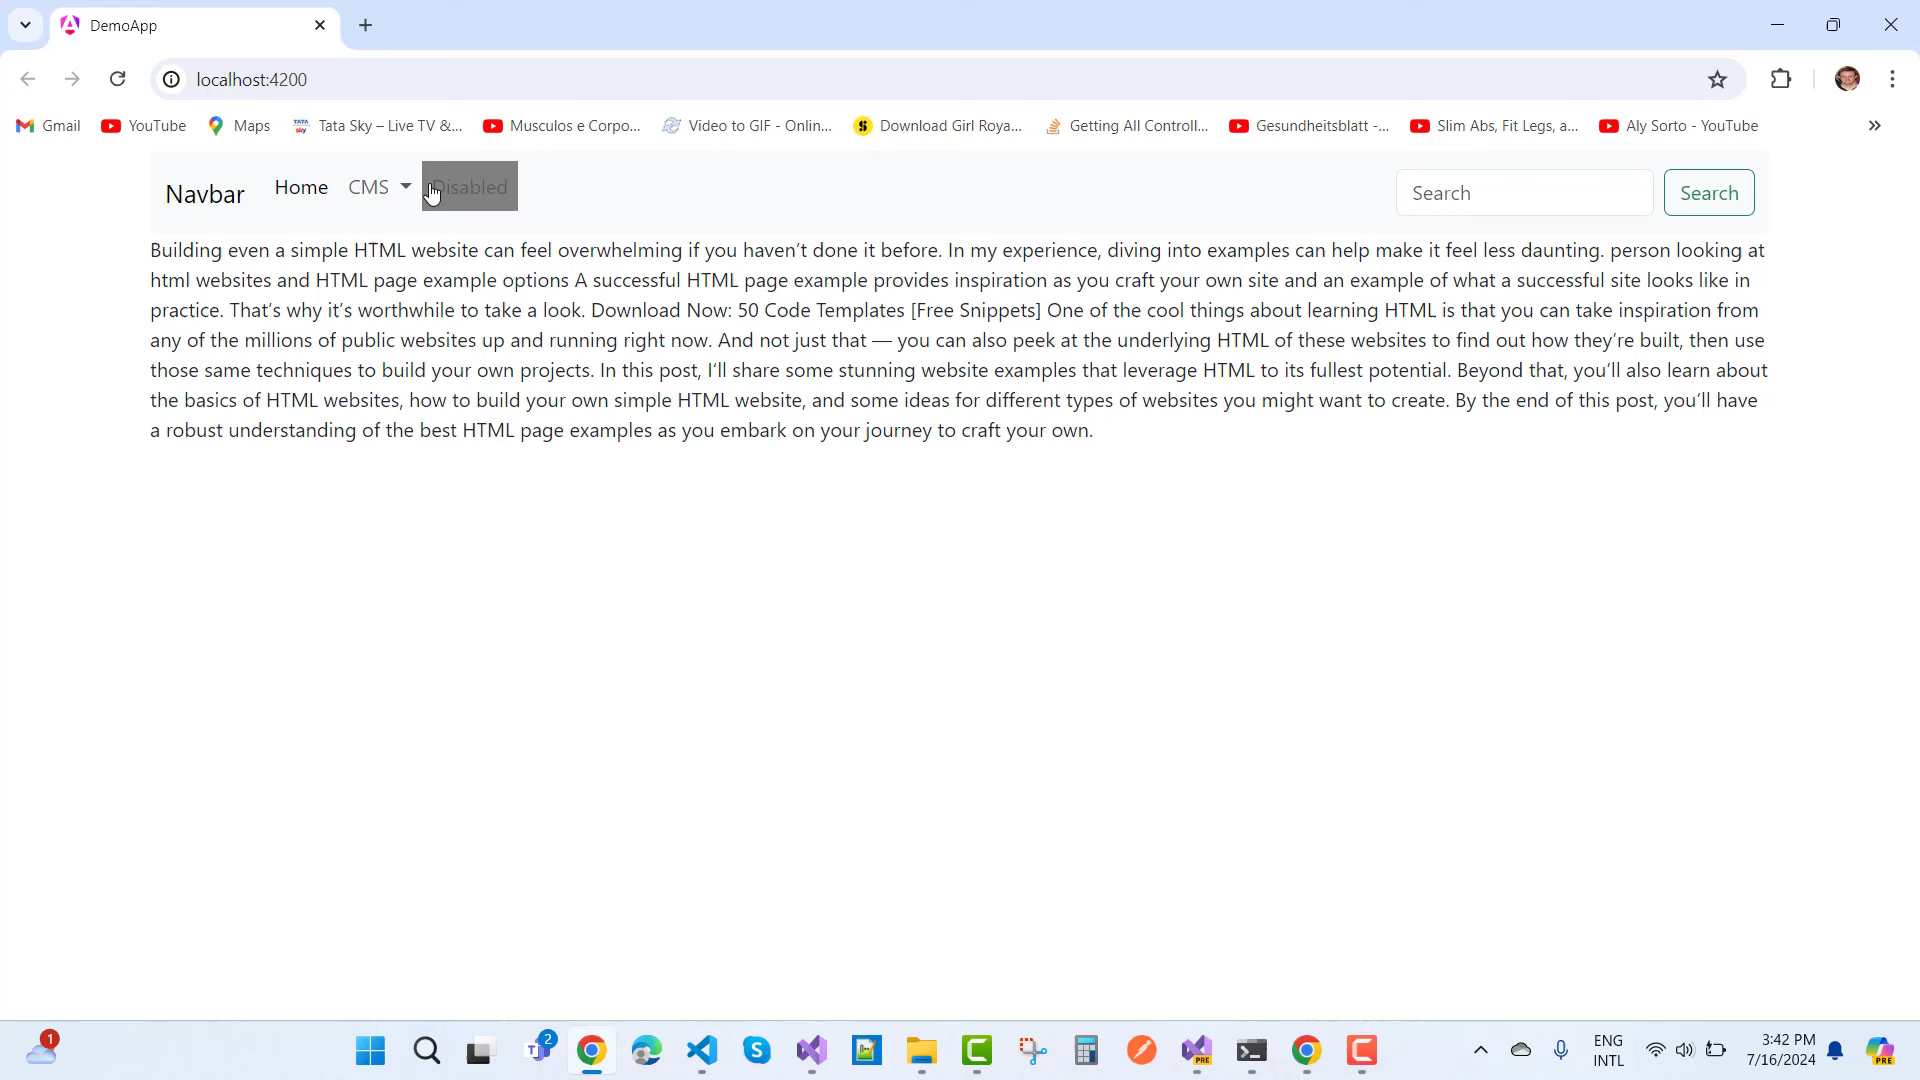 DemoApp
localhost:4200
Gmail YouTube Maps Tata Sky – Live TV &... Musculos e Corpo... Video to GIF - Onlin... Download Girl Roya... Getting All Controll... Gesundheitsblatt -... Slim Abs, Fit Legs, a... Aly Sorto - YouTube
Navbar Home CMS Disabled Search Search
Building even a simple HTML website can feel overwhelming if you haven’t done it before. In my experience, diving into examples can help make it feel less daunting. person looking at
html websites and HTML page example options A successful HTML page example provides inspiration as you craft your own site and an example of what a successful site looks like in
practice. That’s why it’s worthwhile to take a look. Download Now: 50 Code Templates [Free Snippets] One of the cool things about learning HTML is that you can take inspiration from
any of the millions of public websites up and running right now. And not just that — you can also peek at the underlying HTML of these websites to find out how they’re built, then use
those same techniques to build your own projects. In this post, I’ll share some stunning website examples that leverage HTML to its fullest potential. Beyond that, you’ll also learn about
the basics of HTML websites, how to build your own simple HTML website, and some ideas for different types of websites you might want to create. By the end of this post, you’ll have
a robust understanding of the best HTML page examples as you embark on your journey to craft your own.
1 2 PRE ENG 3:42 PM PRE
INTL 7/16/2024